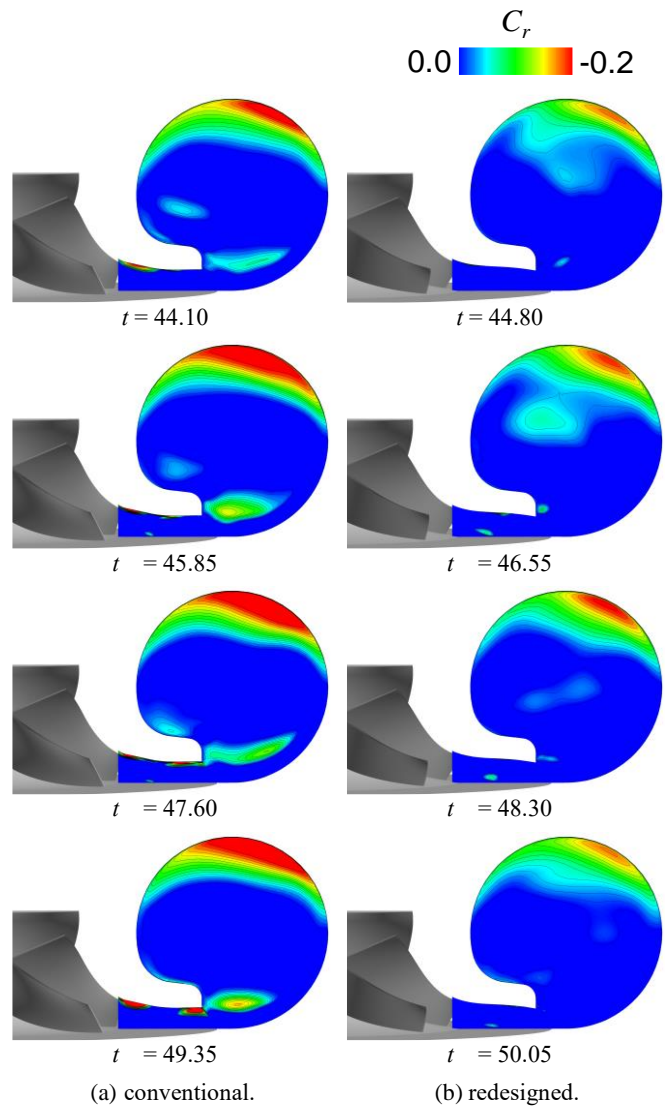 C_r
0.0 -0.2
t = 44.10 t = 44.80
t = 45.85 t = 46.55
t = 47.60 t = 48.30
t = 49.35 t = 50.05
(a) conventional. (b) redesigned.